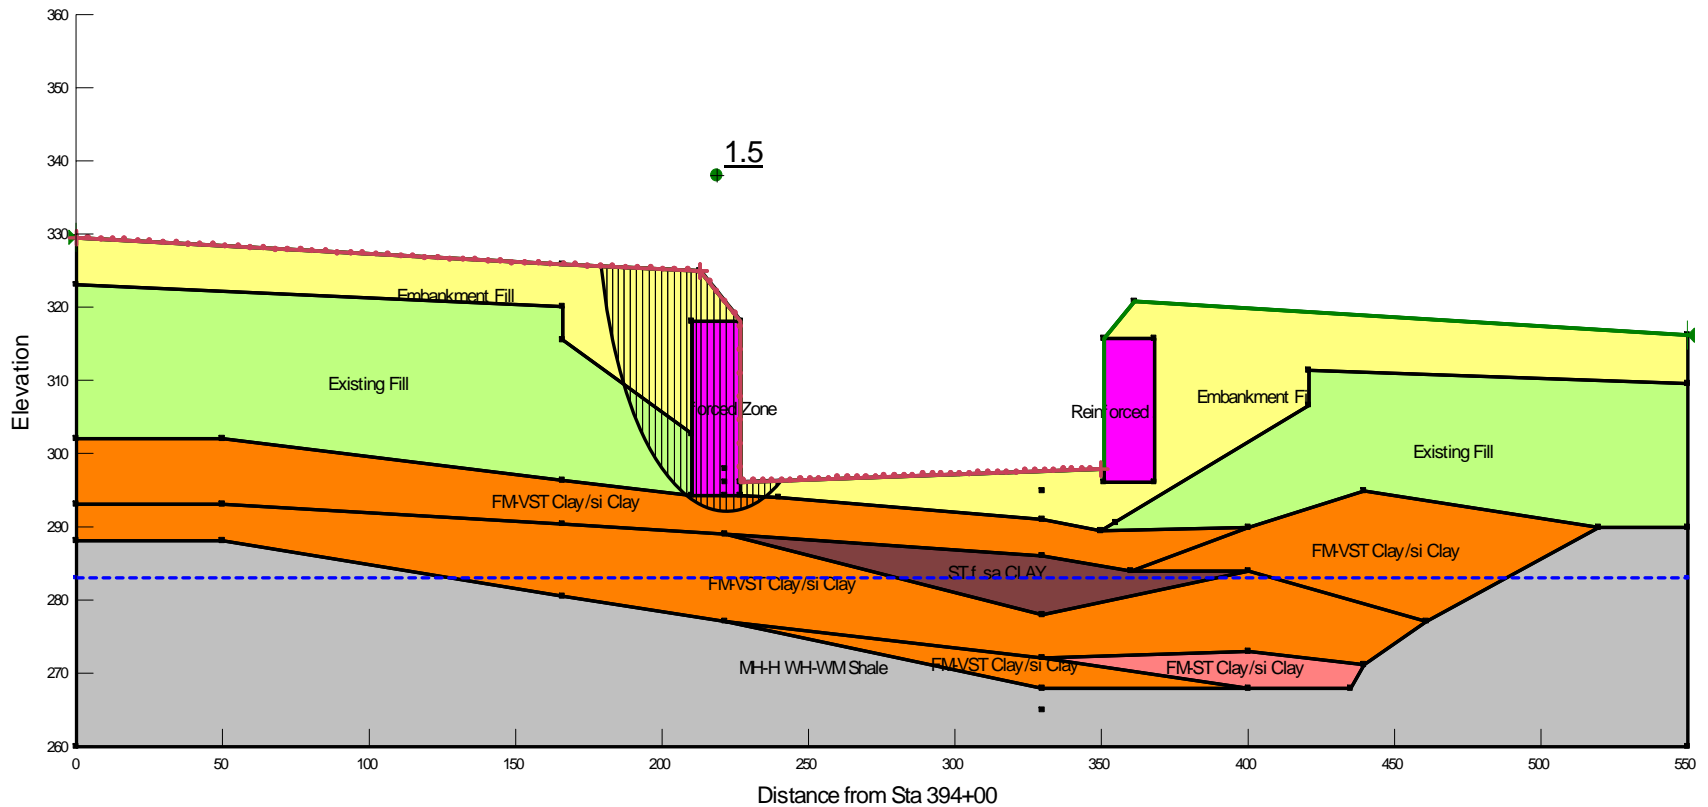 360
350
340
1.5
330
320
Embankment Fill
310
Existing Fill
forced Zone
Reinforced
Embankment Fi
Elevation
300
Existing Fill
FM-VST Clay/si Clay
290
FM-VST Clay/si Clay
ST f. sa CLAY
FM-VST Clay/si Clay
280
270
MH-H WH-WM Shale
FM-VST Clay/si Clay
FM-ST Clay/si Clay
260
0 50 100 150 200 250 300 350 400 450 500 550
Distance from Sta 394+00